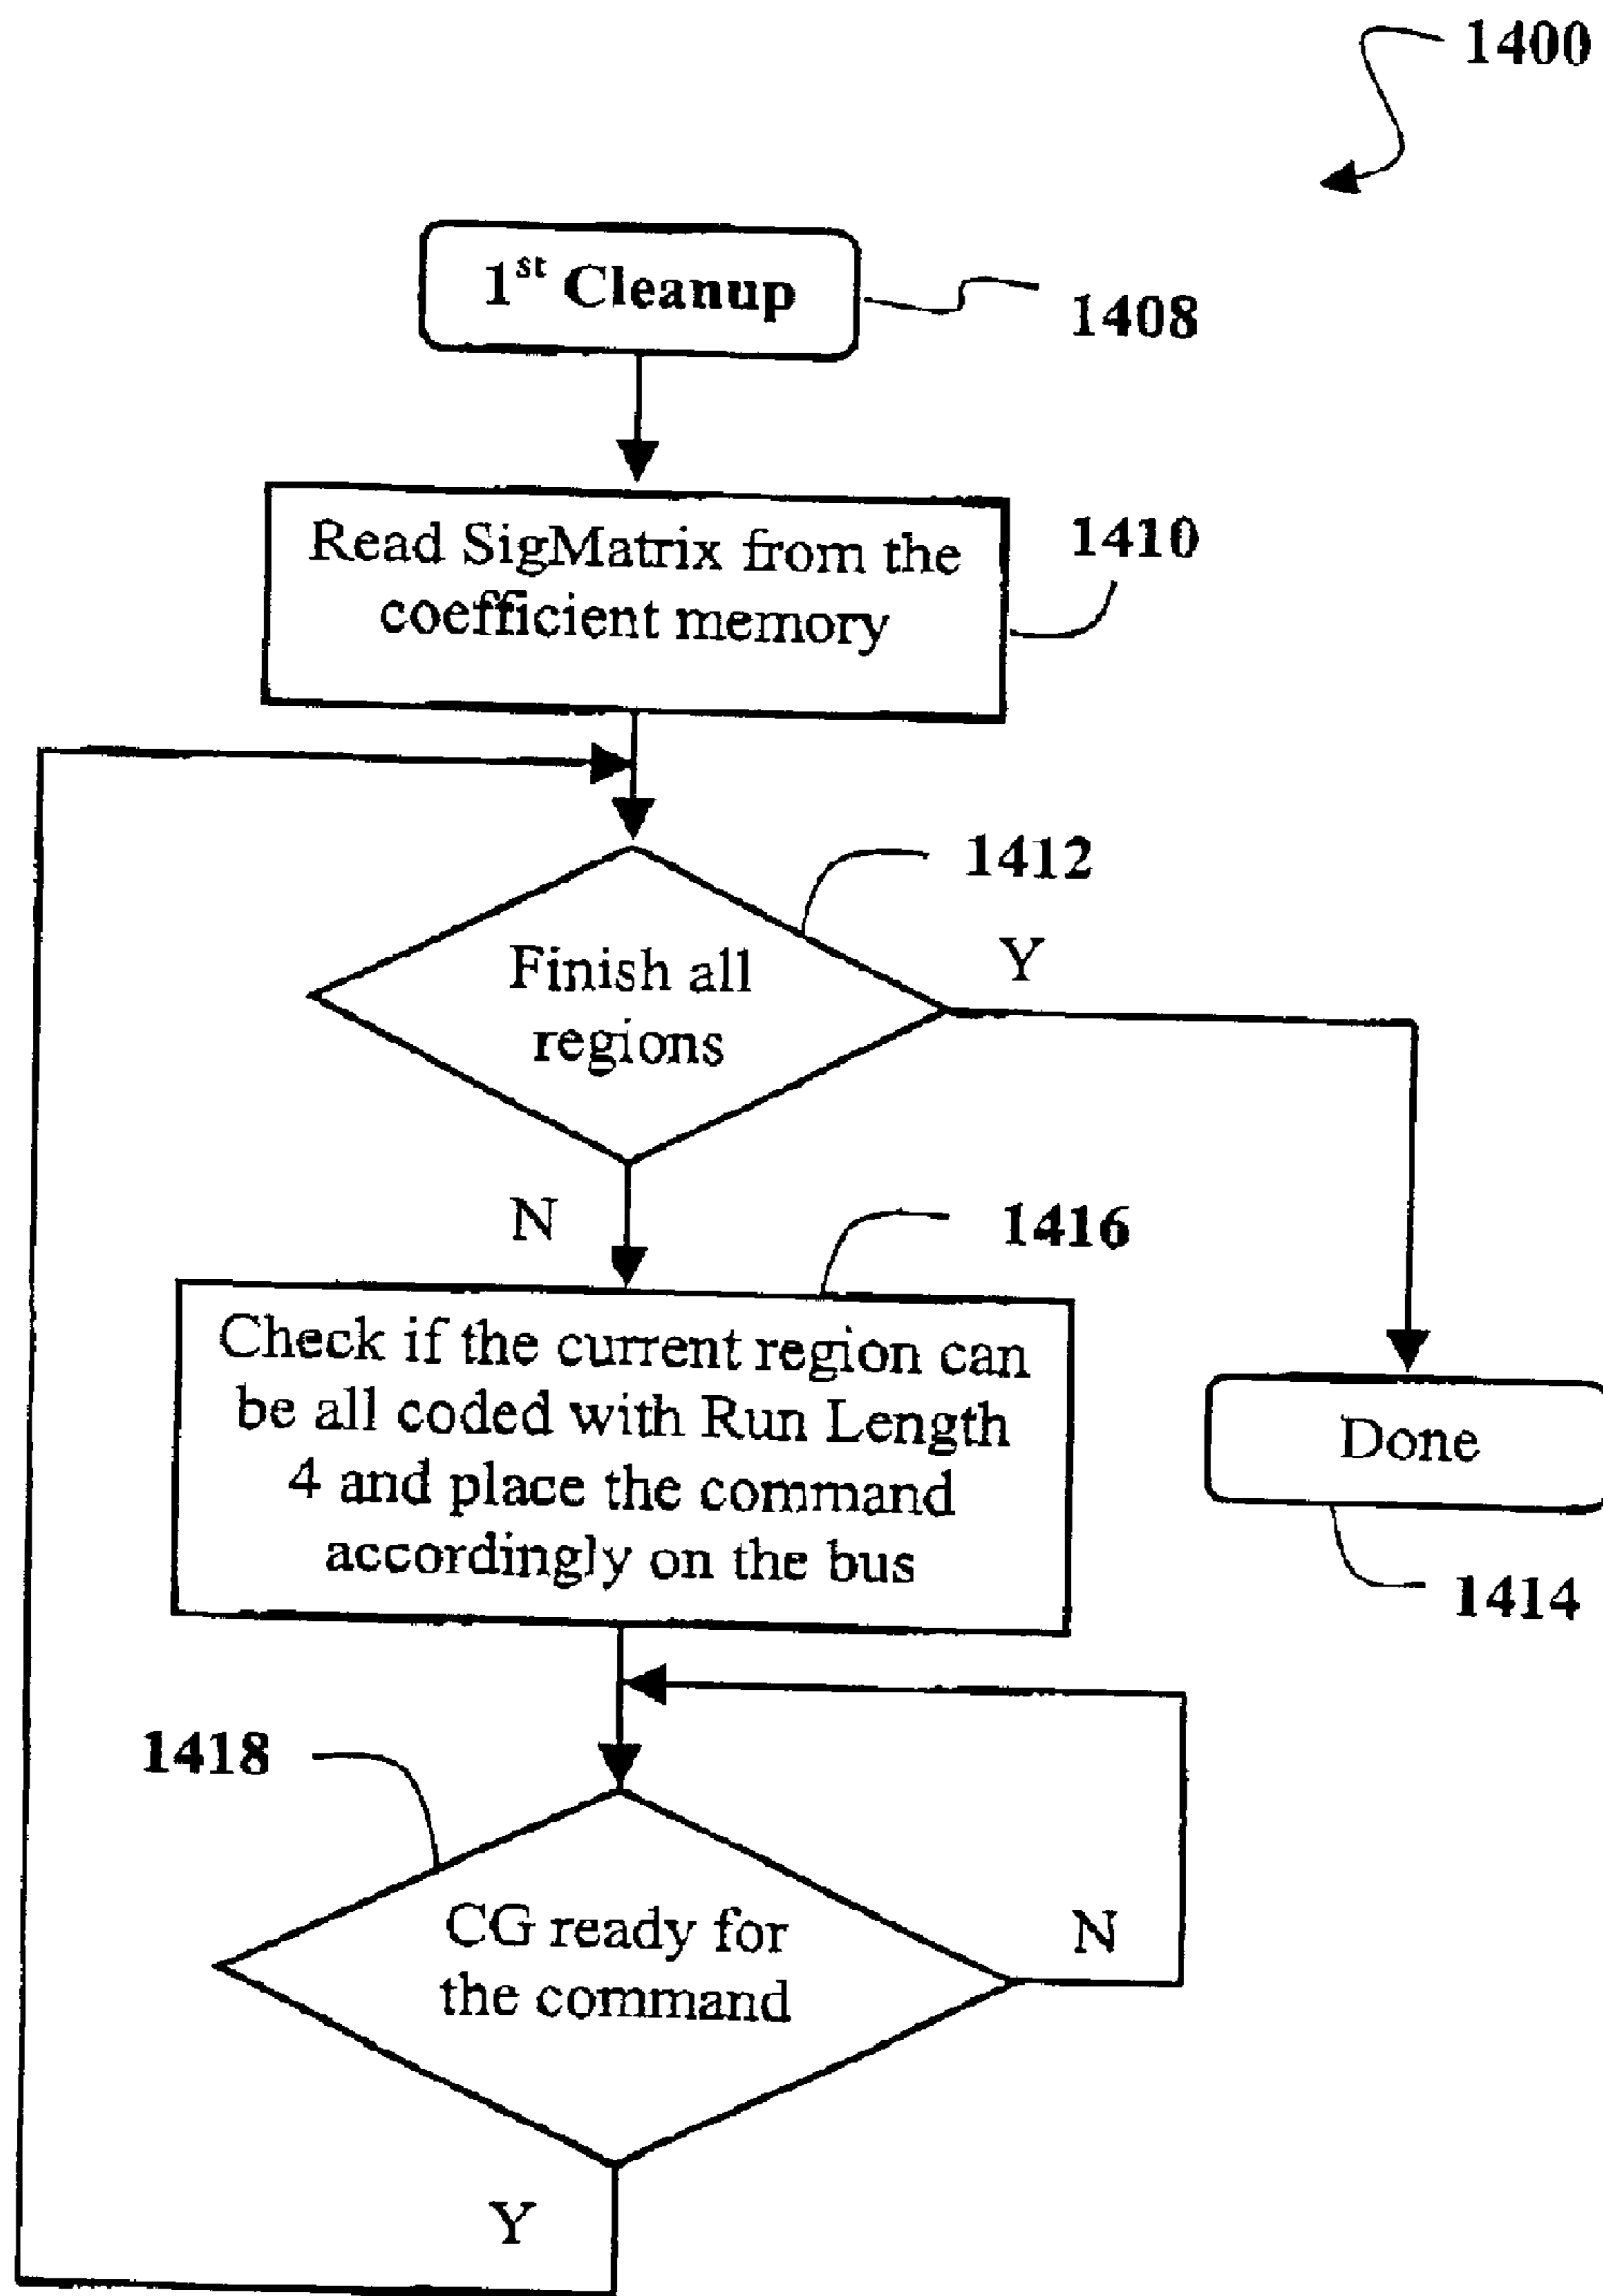 1400
1st Cleanup
1408
Read SigMatrix from the
coefficient memory
1410
1412
Finish all
regions
Y
N
1416
Check if the current region can
be all coded with Run Length
4 and place the command
accordingly on the bus
Done
1414
1418
CG ready for
the command
N
Y